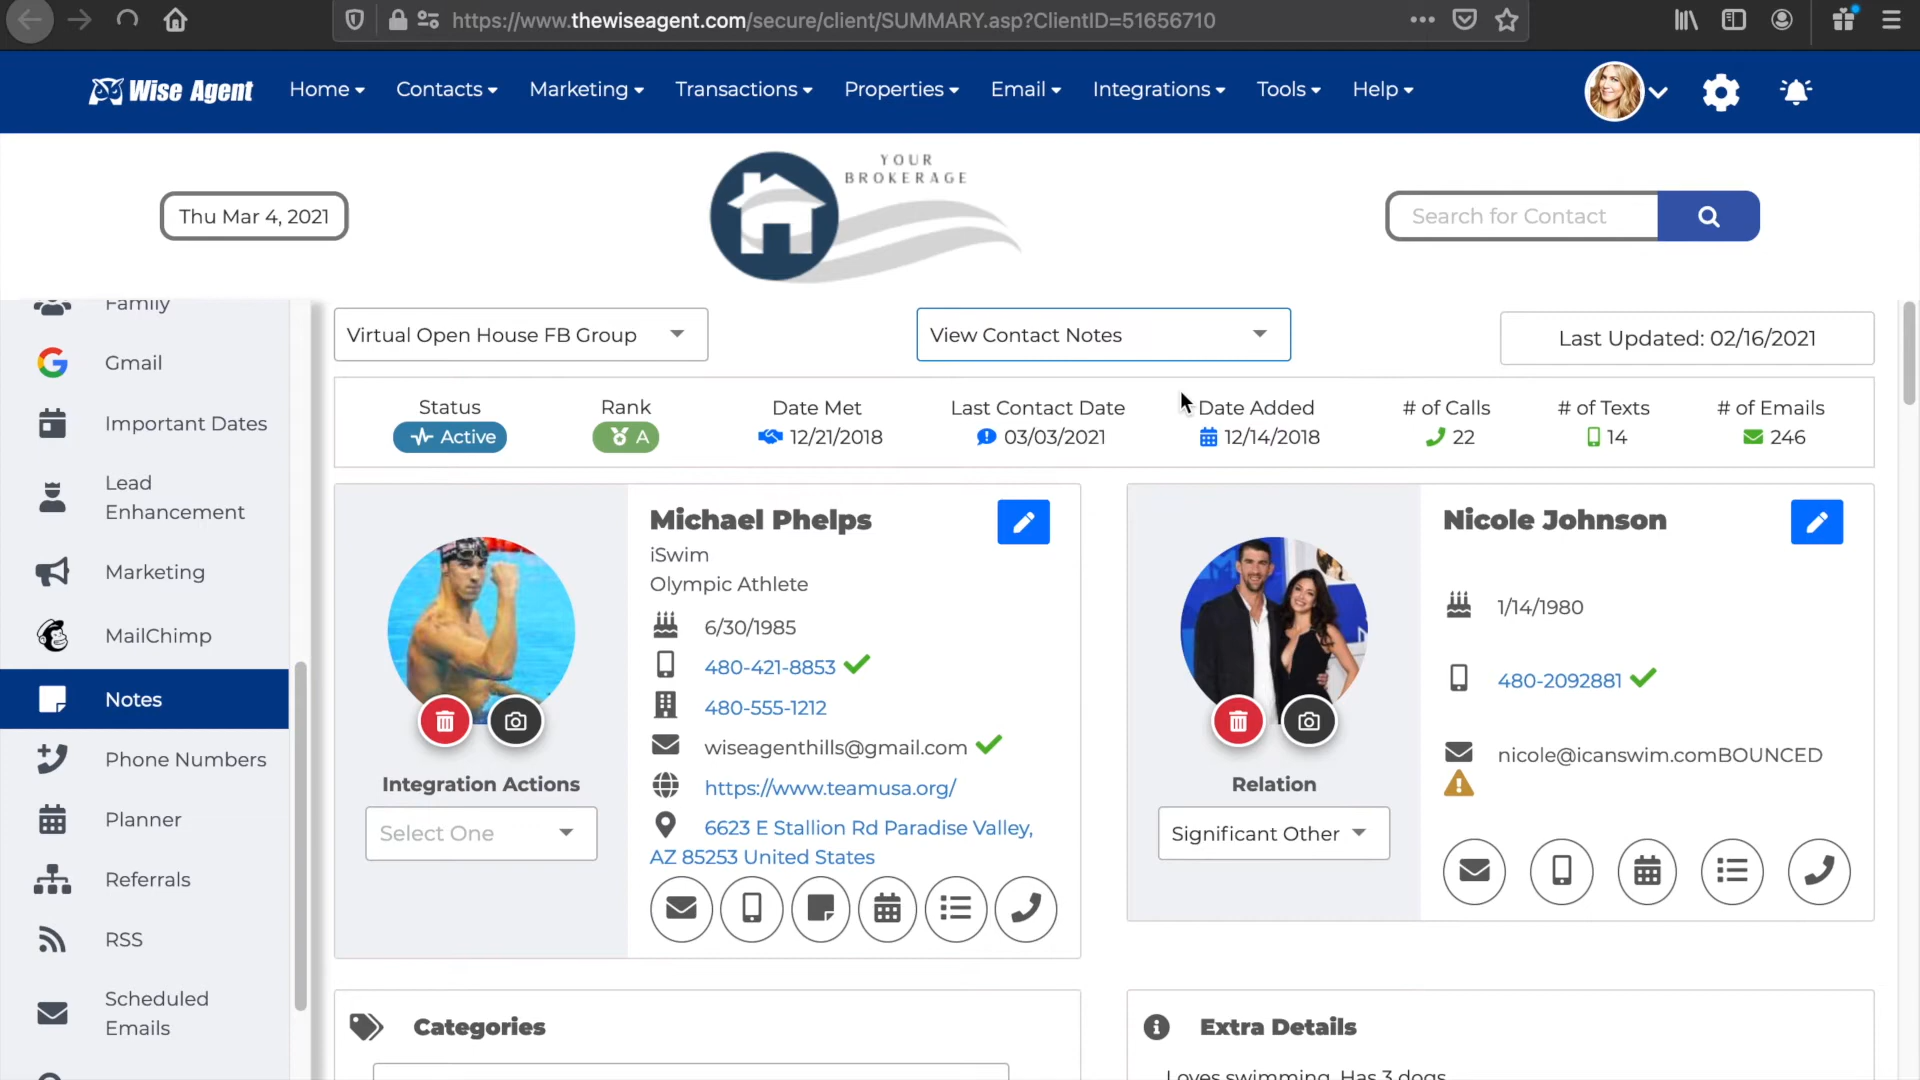 https://www.thewiseagent.com/secure/client/SUMMARY.asp?ClientID=51656710
Wise Agent
Home
Contacts
Marketing
Transactions
Properties
Email
Integrations
Tools
Help
Thu Mar 4, 2021
YOUR
BROKERAGE
Search for Contact
Family
Gmail
Important Dates
Lead
Enhancement
Marketing
MailChimp
Notes
Phone Numbers
Planner
Referrals
RSS
Scheduled
Emails
Virtual Open House FB Group
View Contact Notes
Last Updated: 02/16/2021
Status
Active
Rank
A
Date Met
12/21/2018
Last Contact Date
03/03/2021
Date Added
12/14/2018
# of Calls
22
# of Texts
14
# of Emails
246
Michael Phelps
iSwim
Olympic Athlete
6/30/1985
480-421-8853
480-555-1212
wiseagenthills@gmail.com
https://www.teamusa.org/
6623 E Stallion Rd Paradise Valley,
AZ 85253 United States
Integration Actions
Select One
Nicole Johnson
1/14/1980
480-2092881
nicole@icanswim.comBOUNCED
Relation
Significant Other
Categories
Extra Details
Loves swimming. Has 3 dogs